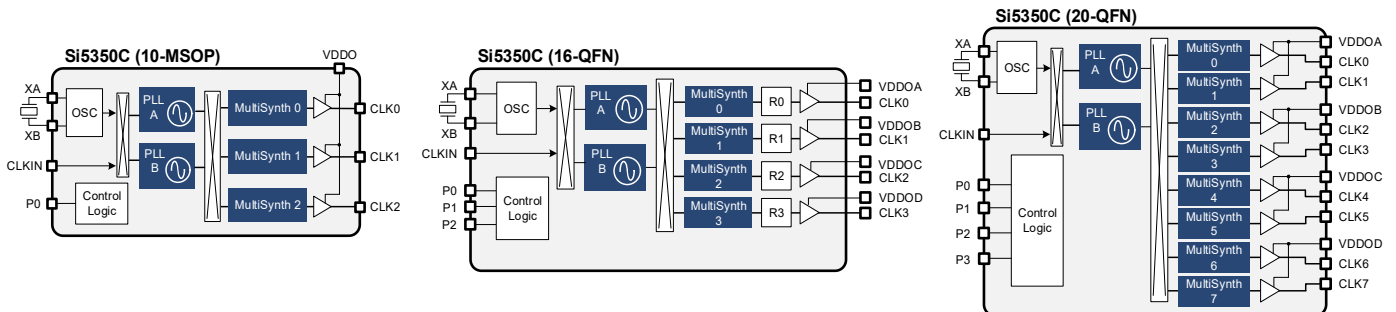 Si5350C (10-MSOP)
VDDO
XA
XB
OSC
CLKIN
P0
Control
Logic
PLL
A
PLL
B
MultiSynth 0
MultiSynth 1
MultiSynth 2
CLK0
CLK1
CLK2
Si5350C (16-QFN)
XA
XB
OSC
CLKIN
P0
P1
P2
Control
Logic
PLL
A
PLL
B
MultiSynth
0
MultiSynth
1
MultiSynth
2
MultiSynth
3
R0
R1
R2
R3
VDDOA
CLK0
VDDOB
CLK1
VDDOC
CLK2
VDDOD
CLK3
Si5350C (20-QFN)
XA
XB
OSC
CLKIN
P0
P1
P2
P3
Control
Logic
PLL
A
PLL
B
MultiSynth
0
MultiSynth
1
MultiSynth
2
MultiSynth
3
MultiSynth
4
MultiSynth
5
MultiSynth
6
MultiSynth
7
VDDOA
CLK0
CLK1
VDDOB
CLK2
CLK3
VDDOC
CLK4
CLK5
VDDOD
CLK6
CLK7